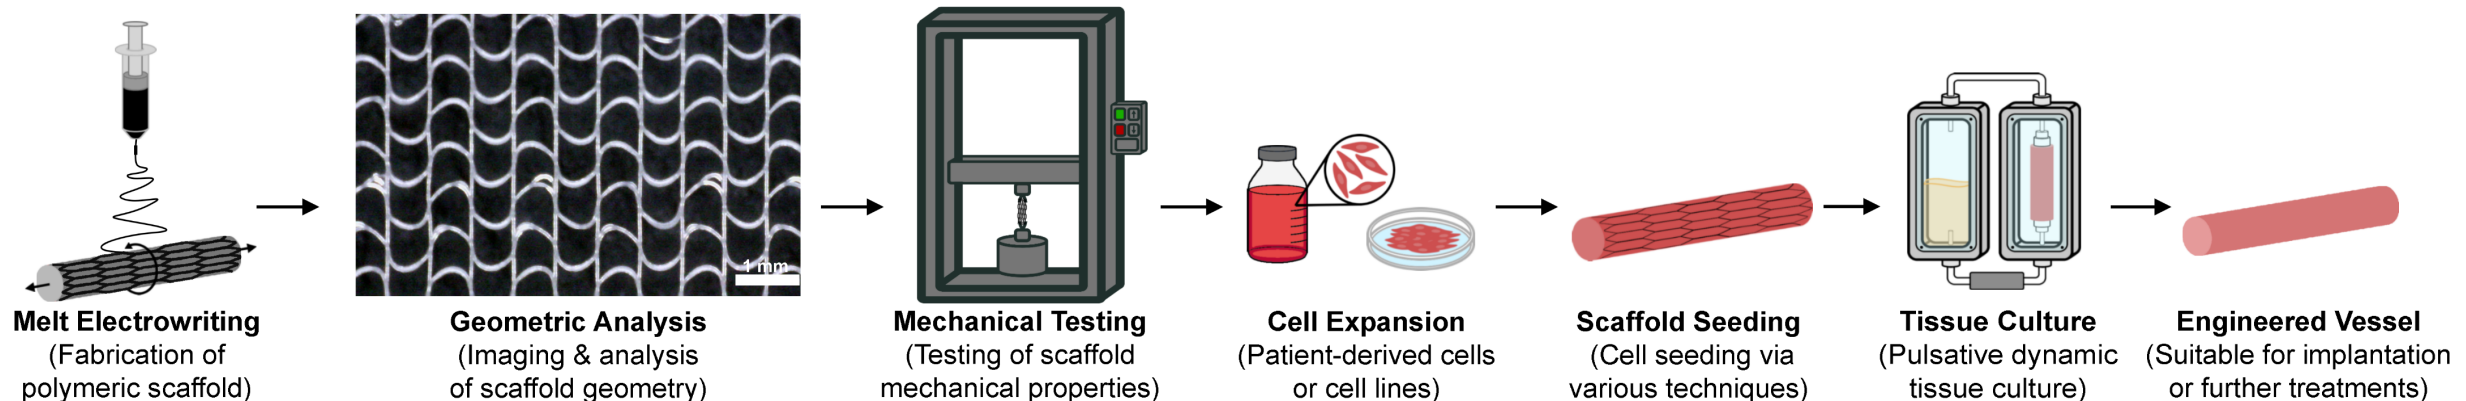 1 mm
Melt Electrowriting
(Fabrication of
polymeric scaffold)
Geometric Analysis
(Imaging & analysis
of scaffold geometry)
Mechanical Testing
(Testing of scaffold
mechanical properties)
Cell Expansion
(Patient-derived cells
or cell lines)
Scaffold Seeding
(Cell seeding via
various techniques)
Tissue Culture
(Pulsative dynamic
tissue culture)
Engineered Vessel
(Suitable for implantation
or further treatments)